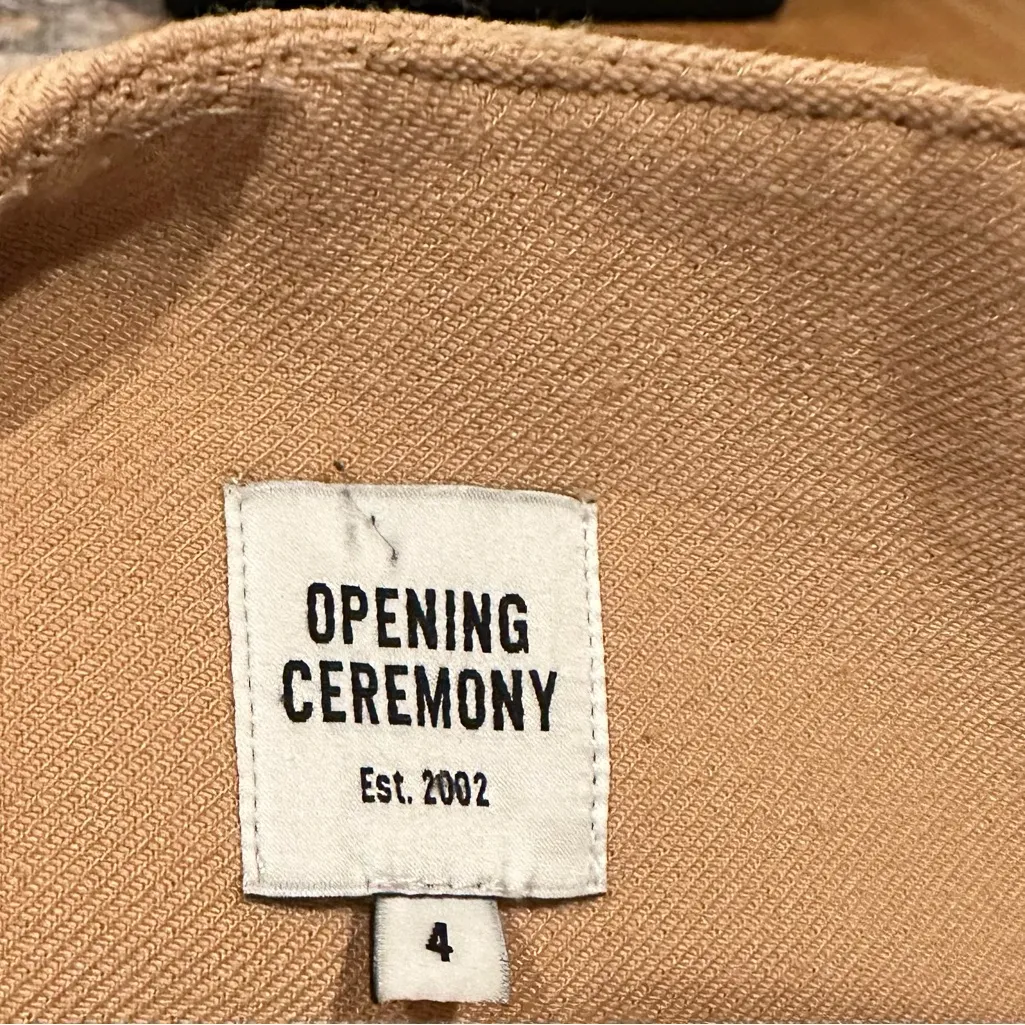 OPENING
CEREMONY
Est. 2002
4